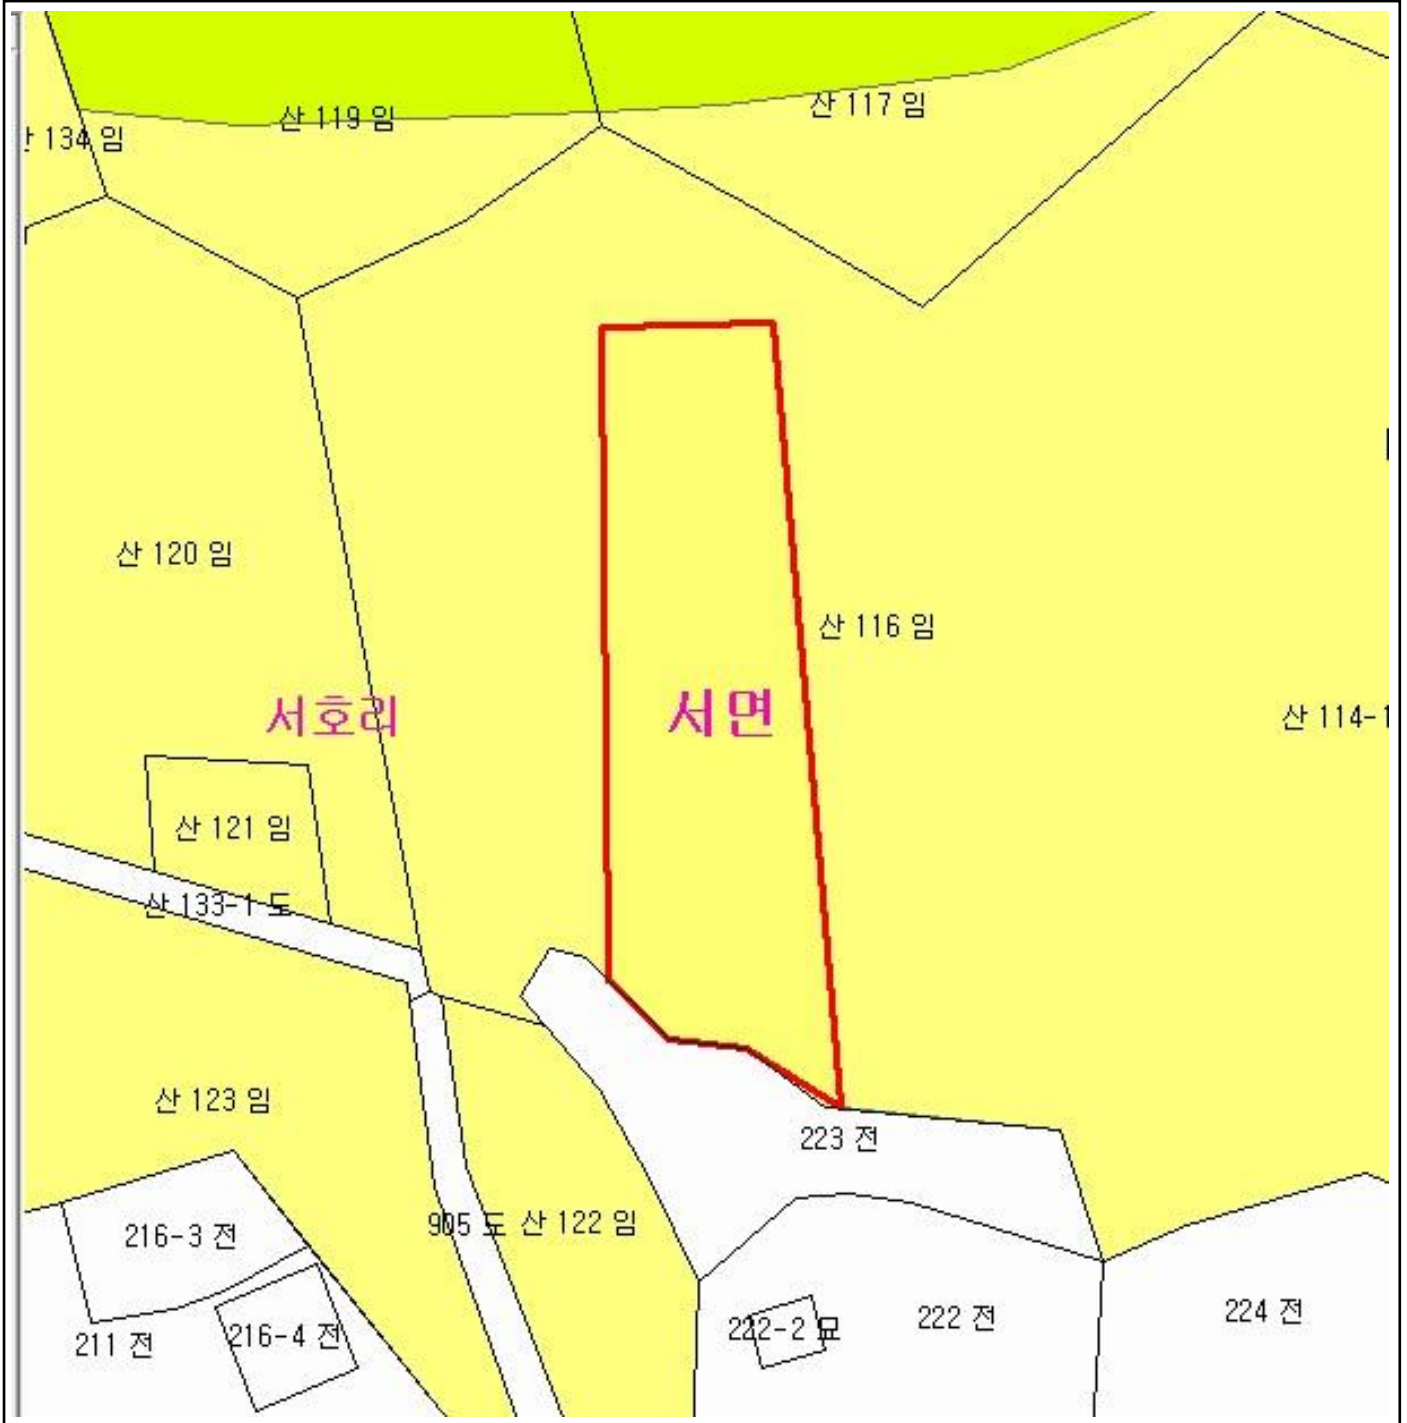 산 117 임
산 119 임
134 임
산 120 임
산 116 임
서호리
서면
산 114-1
산 121 임
산 133-1 도
산 123 임
223 전
905 도
산 122 임
216-3 전
224 전
222 전
222-2 묘
216-4 전
211 전